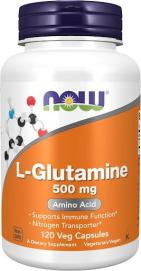 now
L-Glutamine
500 mg
Amino Acid
• Supports Immune Function*
• Nitrogen Transporter*
120 Veg Capsules
A Dietary Supplement Vegetarian/Vegan
K